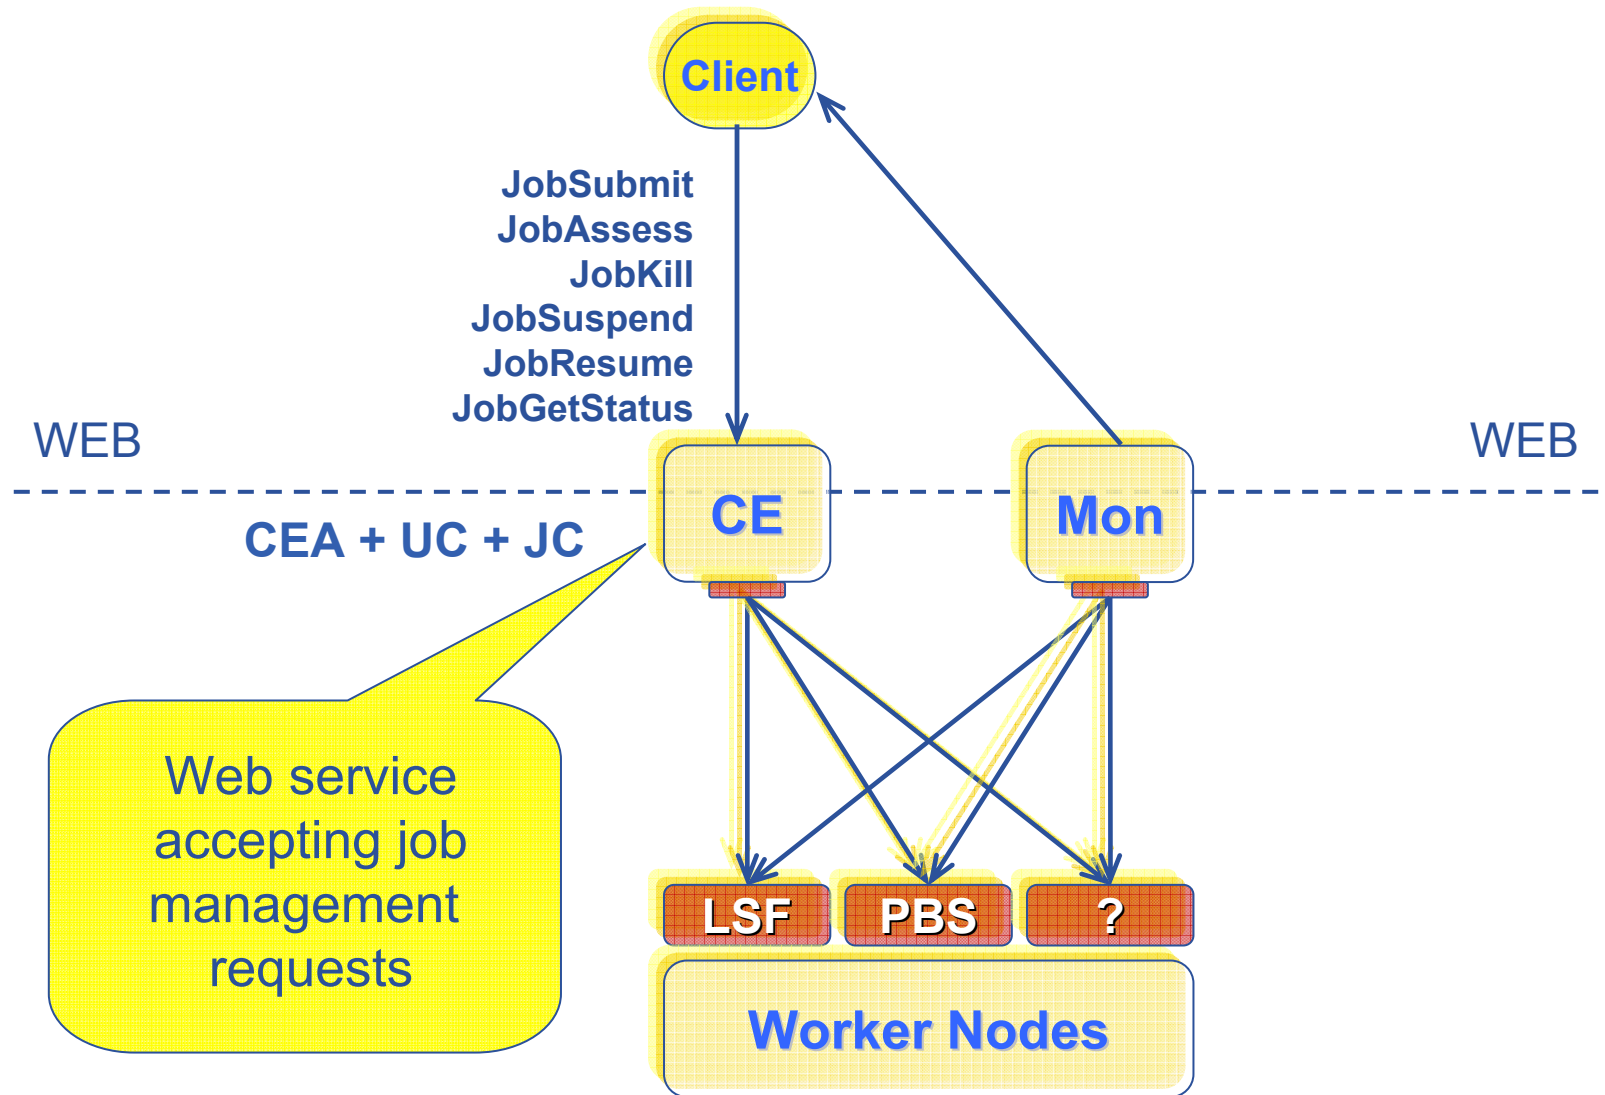 Client
JobSubmit
JobAssess
JobKill
JobSuspend
JobResume
JobGetStatus
WEB
WEB
CE
Mon
CEA + UC + JC
Web service
accepting job
management
requests
LSF
PBS
?
Worker Nodes